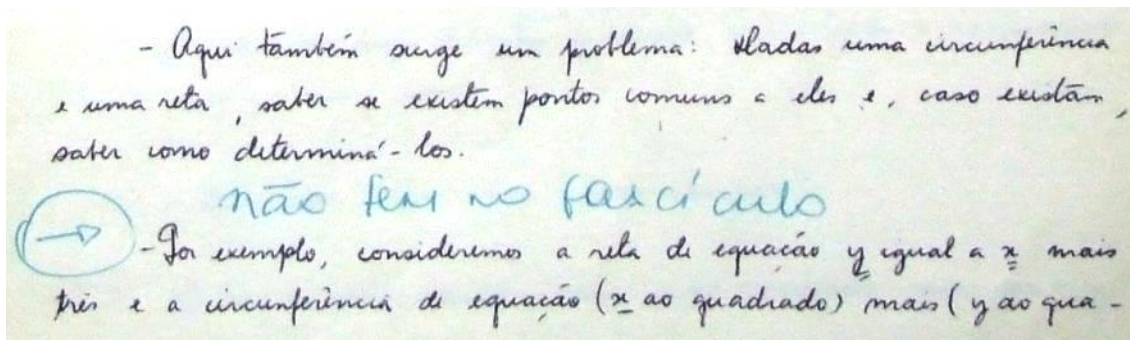 - Aqui também surge um problema: dadas uma circunferência
e uma reta, saber se existem pontos comuns a eles e, caso existam,
saber como determiná-los.
não tem no fascículo
- Por exemplo, consideremos a reta de equação y igual a x mais
três e a circunferência de equação (x ao quadrado) mais (y ao qua-